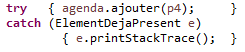 try { agenda.ajouter(p4); }
catch (ElementDejaPresent e)
{ e.printStackTrace(); }